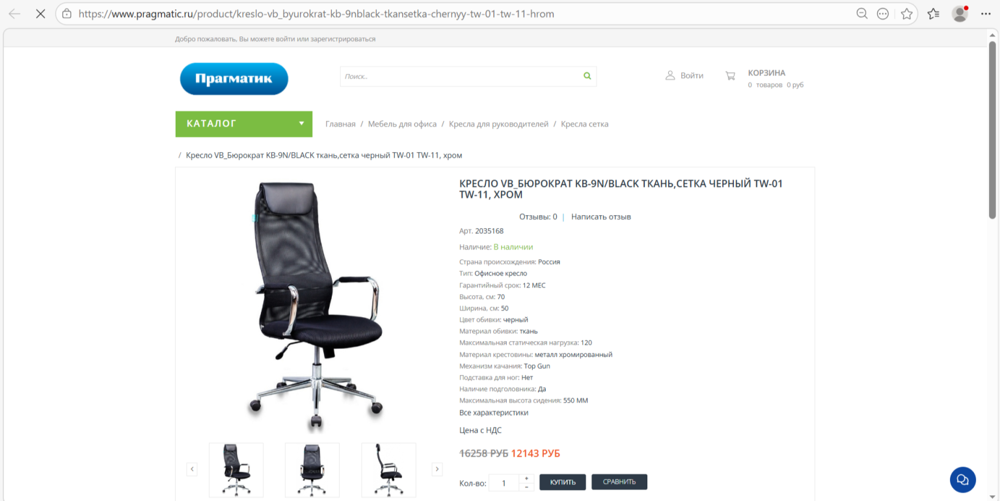 https://www.pragmatic.ru/product/kreslo-vb_byurokrat-kb-9nblack-tkansetka-chernyy-tw-01-tw-11-hrom
Добро пожаловать, Вы можете войти или зарегистрироваться
Прагматик
Поиск..
Войти
КОРЗИНА
0 товаров 0 руб
КАТАЛОГ
Главная / Мебель для офиса / Кресла для руководителей / Кресла сетка
/ Кресло VB_Бюрократ KB-9N/BLACK ткань,сетка черный TW-01 TW-11, хром
КРЕСЛО VB_БЮРОКРАТ KB-9N/BLACK ТКАНЬ,СЕТКА ЧЕРНЫЙ TW-01
TW-11, ХРОМ
Отзывы: 0 | Написать отзыв
Арт. 2035168
Наличие: В наличии
Страна происхождения: Россия
Тип: Офисное кресло
Гарантийный срок: 12 МЕС
Высота, см: 70
Ширина, см: 50
Цвет обивки: черный
Материал обивки: ткань
Максимальная статическая нагрузка: 120
Материал крестовины: металл хромированный
Механизм качания: Top Gun
Подставка для ног: Нет
Наличие подголовника: Да
Максимальная высота сидения: 550 ММ
Все характеристики
Цена с НДС
16258 РУБ 12143 РУБ
Кол-во: 1 + - КУПИТЬ СРАВНИТЬ